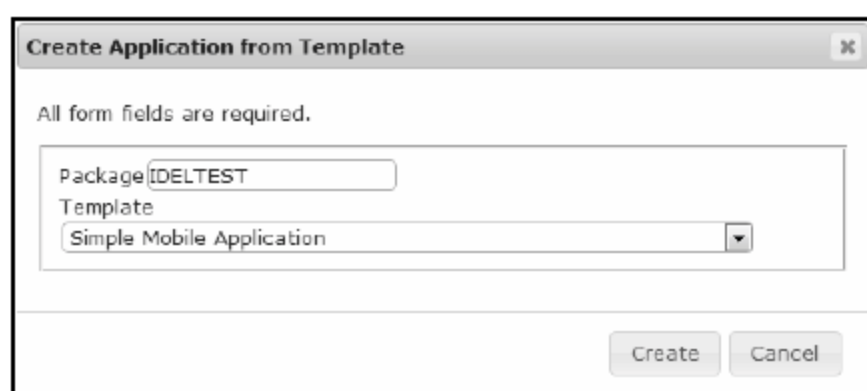 Create Application from Template
All form fields are required.
Package IDELTEST
Template
Simple Mobile Application
Create Cancel